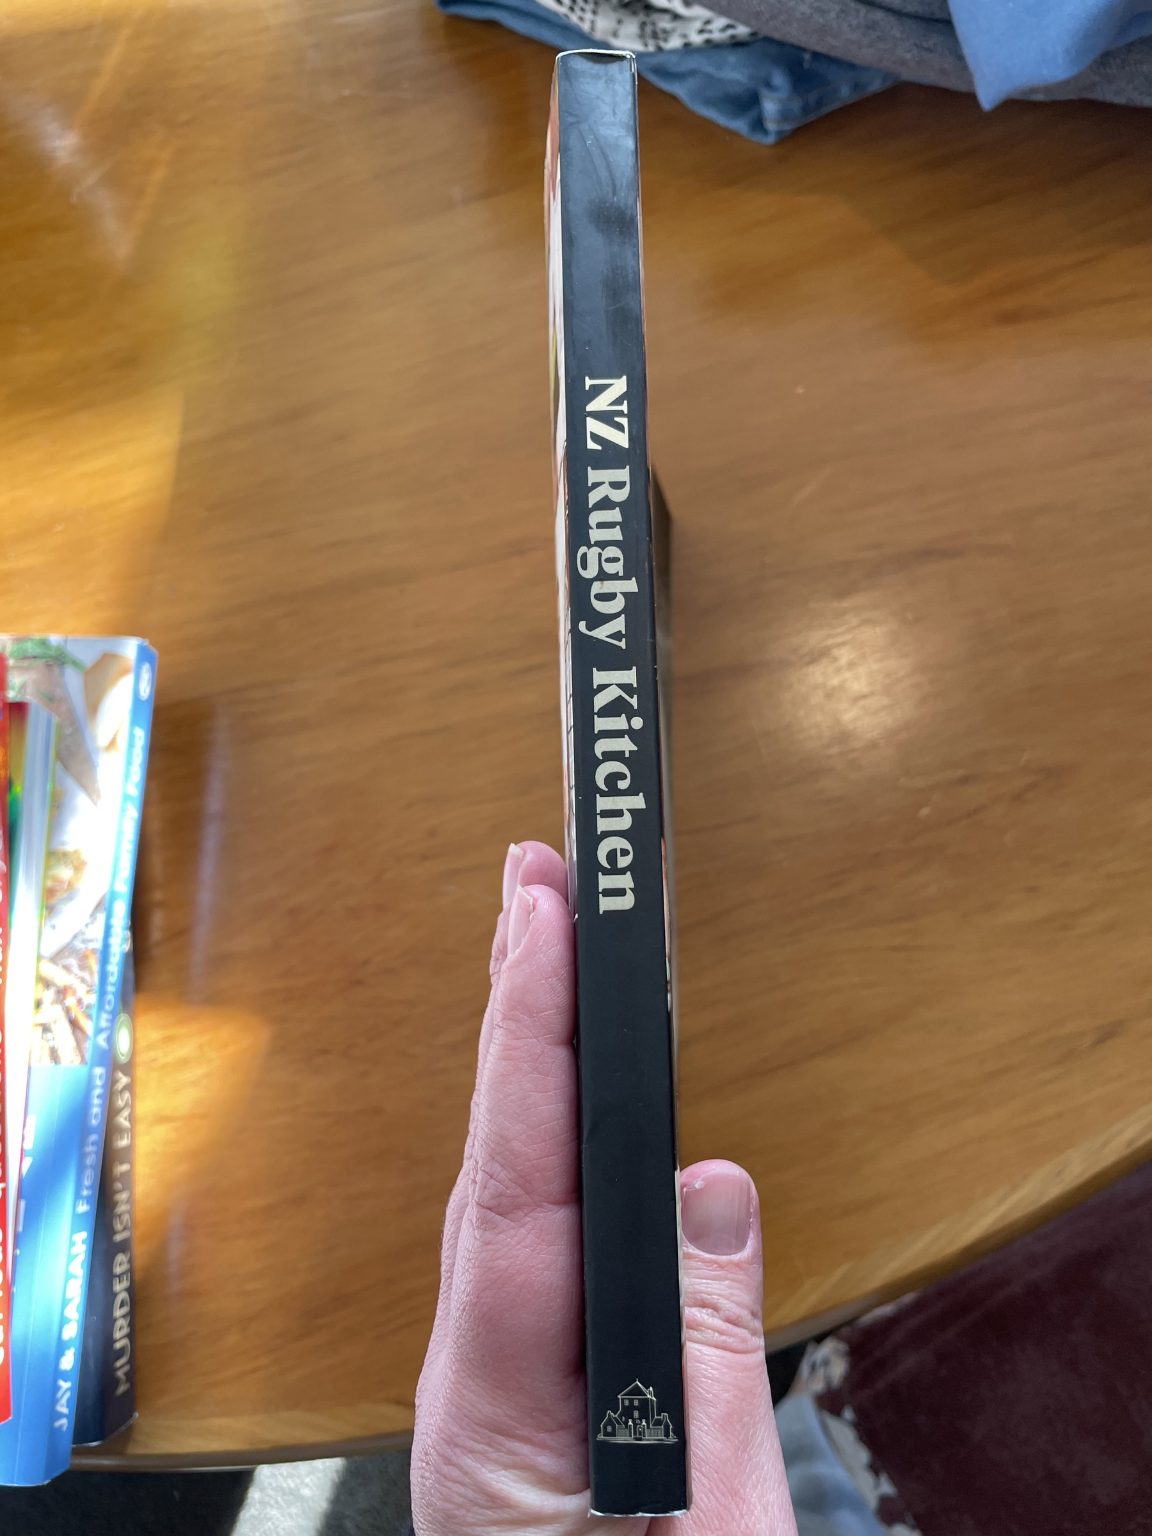 NZ Rugby Kitchen
JAY & SARAH Fresh and Affordable Family Food
MURDER ISN'T EASY